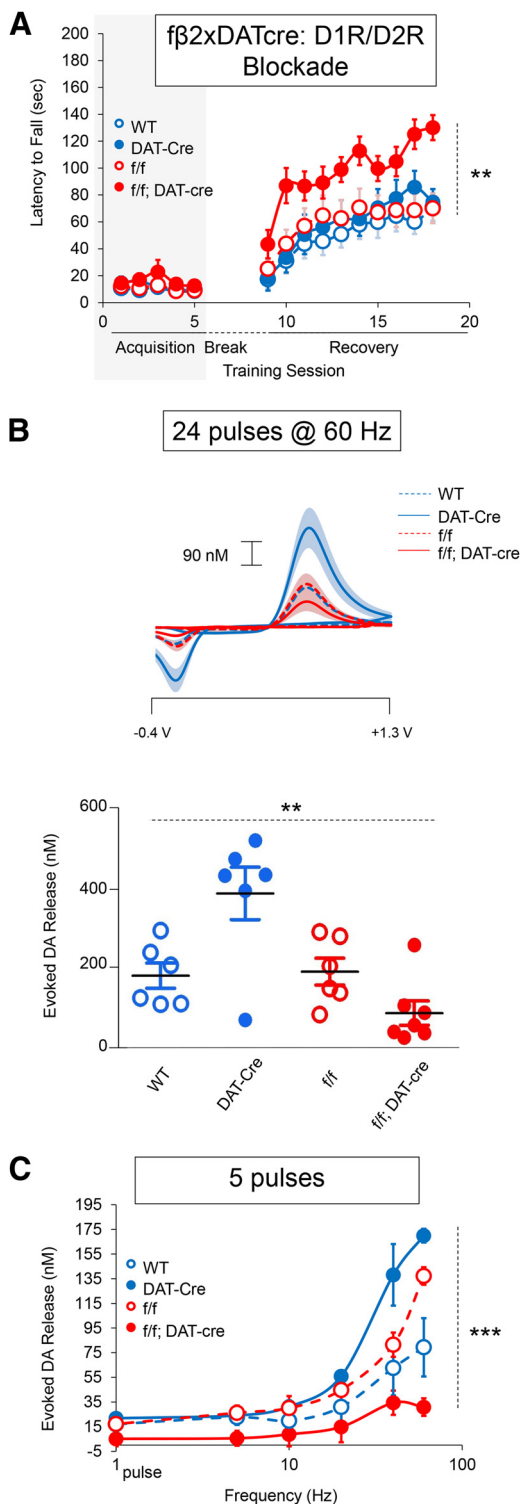 A
fβ2xDATcre: D1R/D2R
Blockade
Latency to Fall (sec)
200
180
160
140
120
100
80
60
40
20
0
WT
DAT-Cre
f/f
f/f; DAT-cre
**
0 5 10 15 20
Acquisition Break Recovery
Training Session
B
24 pulses @ 60 Hz
WT
DAT-Cre
f/f
f/f; DAT-cre
90 nM
-0.4 V +1.3 V
Evoked DA Release (nM)
600
400
200
0
**
WT DAT-Cre f/f f/f; DAT-cre
C
5 pulses
Evoked DA Release (nM)
195
175
155
135
115
95
75
55
35
15
-5
WT
DAT-Cre
f/f
f/f; DAT-cre
***
1 10 100
pulse
Frequency (Hz)